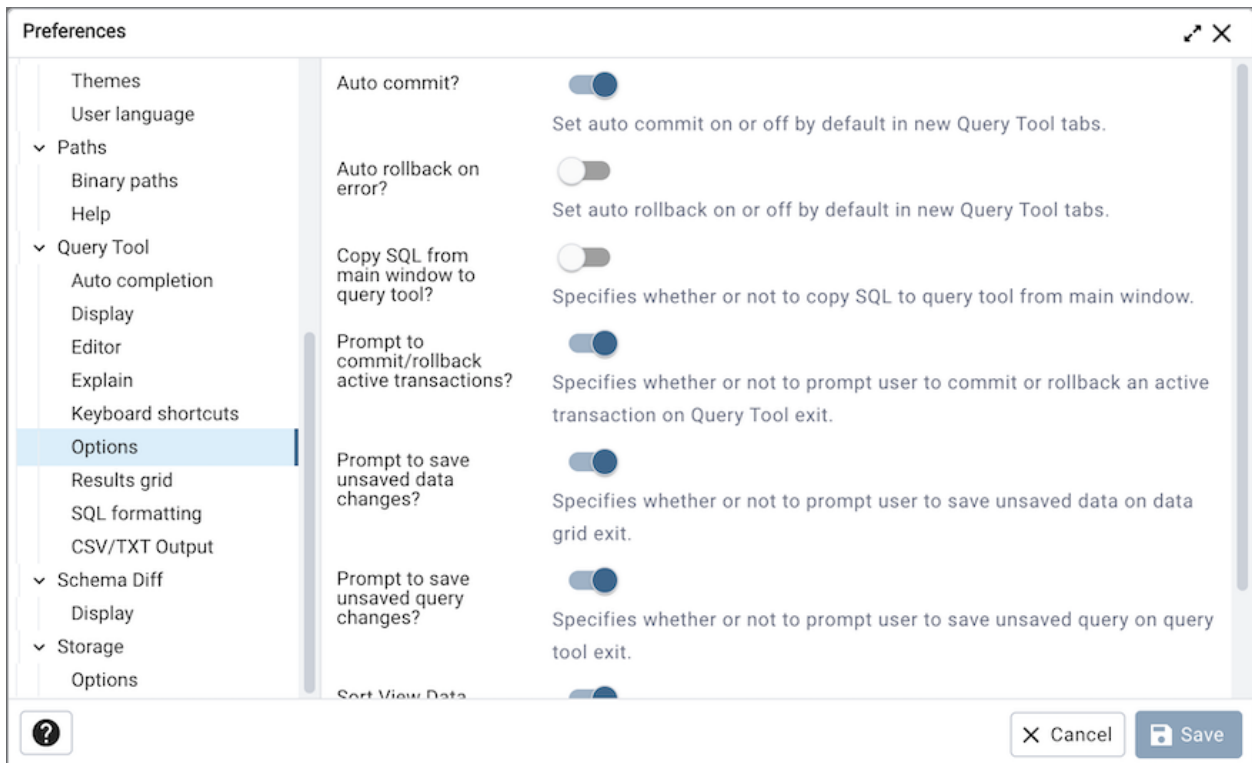 Preferences
Themes
User language
Paths
Binary paths
Help
Query Tool
Auto completion
Display
Editor
Explain
Keyboard shortcuts
Options
Results grid
SQL formatting
CSV/TXT Output
Schema Diff
Display
Storage
Options
Auto commit?
Set auto commit on or off by default in new Query Tool tabs.
Auto rollback on
error?
Set auto rollback on or off by default in new Query Tool tabs.
Copy SQL from
main window to
query tool?
Specifies whether or not to copy SQL to query tool from main window.
Prompt to
commit/rollback
active transactions?
Specifies whether or not to prompt user to commit or rollback an active
transaction on Query Tool exit.
Prompt to save
unsaved data
changes?
Specifies whether or not to prompt user to save unsaved data on data
grid exit.
Prompt to save
unsaved query
changes?
Specifies whether or not to prompt user to save unsaved query on query
tool exit.
Sort View Data
Cancel
Save